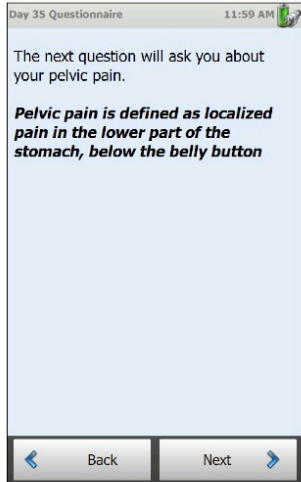 Day 35 Questionnaire 11:59 AM
The next question will ask you about
your pelvic pain.
Pelvic pain is defined as localized
pain in the lower part of the
stomach, below the belly button
Back Next